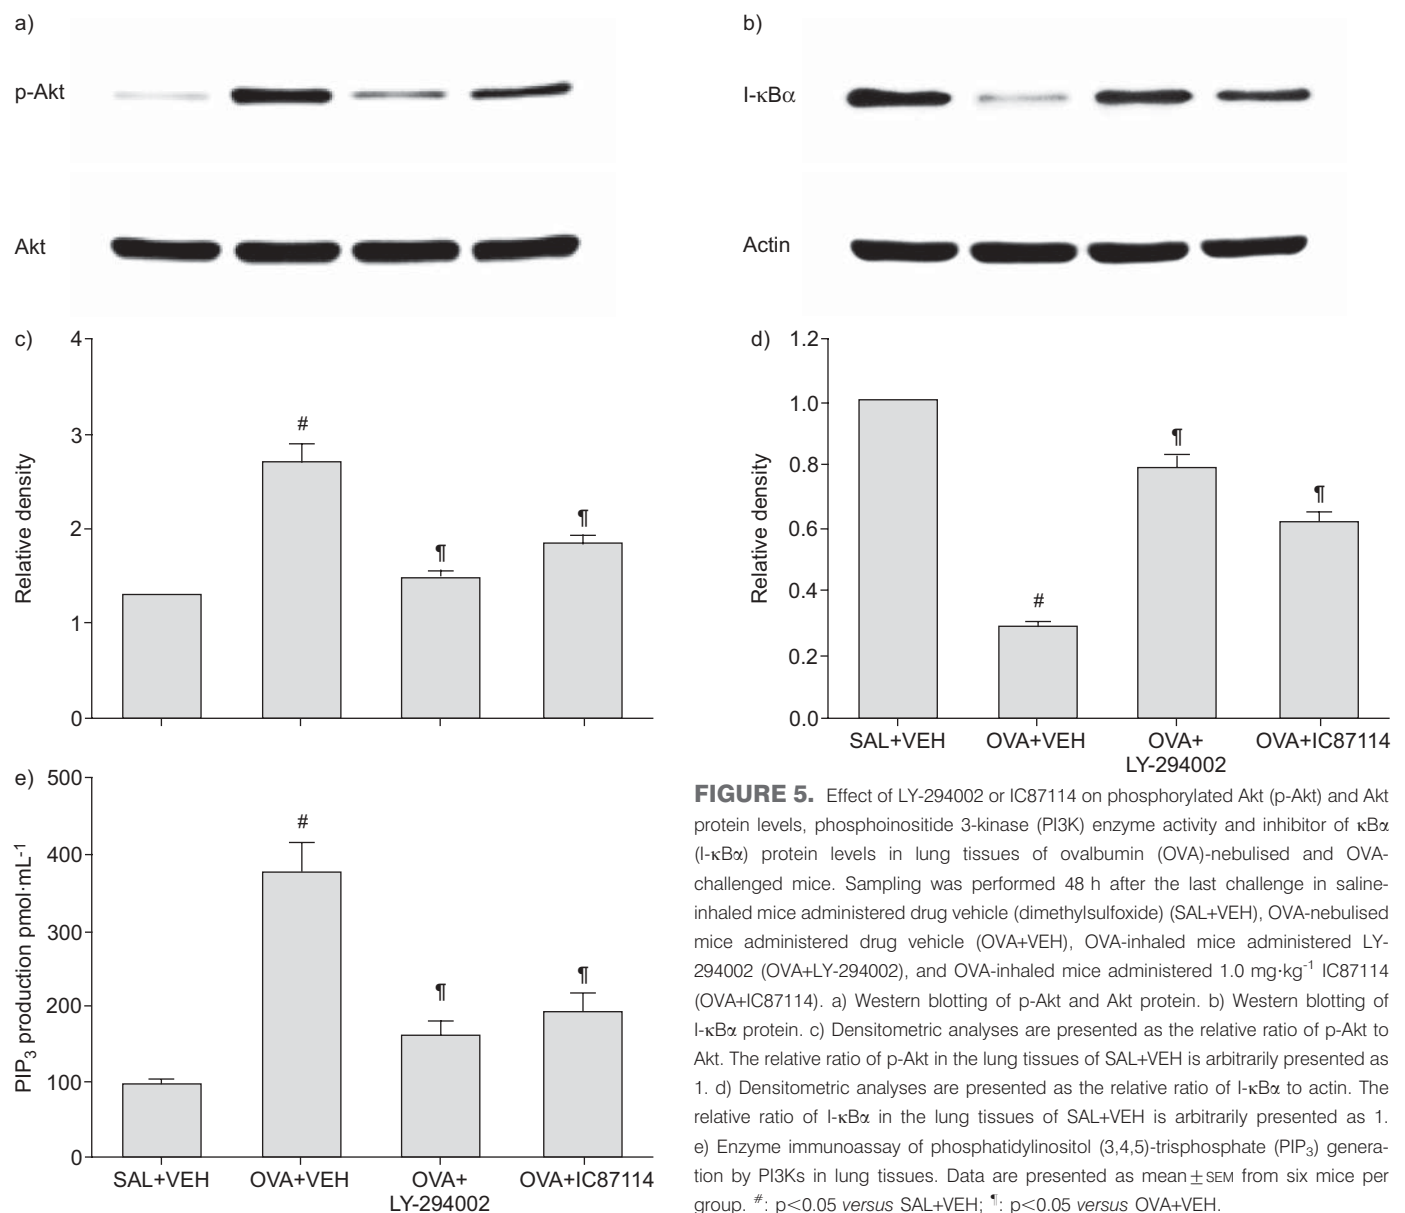 a)
p-Akt
Akt
b)
I-κBα
Actin
c)
4
3
2
1
0
Relative density
#
¶
¶
d)
1.2
1.0
0.8
0.6
0.4
0.2
0.0
Relative density
#
¶
¶
SAL+VEH OVA+VEH OVA+ OVA+IC87114
LY-294002
e)
500
400
300
200
100
0
PIP3 production pmol·mL-1
#
¶
¶
SAL+VEH OVA+VEH OVA+ OVA+IC87114
LY-294002
FIGURE 5. Effect of LY-294002 or IC87114 on phosphorylated Akt (p-Akt) and Akt
protein levels, phosphoinositide 3-kinase (PI3K) enzyme activity and inhibitor of κBα
(I-κBα) protein levels in lung tissues of ovalbumin (OVA)-nebulised and OVA-
challenged mice. Sampling was performed 48 h after the last challenge in saline-
inhaled mice administered drug vehicle (dimethylsulfoxide) (SAL+VEH), OVA-nebulised
mice administered drug vehicle (OVA+VEH), OVA-inhaled mice administered LY-
294002 (OVA+LY-294002), and OVA-inhaled mice administered 1.0 mg·kg-1 IC87114
(OVA+IC87114). a) Western blotting of p-Akt and Akt protein. b) Western blotting of
I-κBα protein. c) Densitometric analyses are presented as the relative ratio of p-Akt to
Akt. The relative ratio of p-Akt in the lung tissues of SAL+VEH is arbitrarily presented as
1. d) Densitometric analyses are presented as the relative ratio of I-κBα to actin. The
relative ratio of I-κBα in the lung tissues of SAL+VEH is arbitrarily presented as 1.
e) Enzyme immunoassay of phosphatidylinositol (3,4,5)-trisphosphate (PIP3) genera-
tion by PI3Ks in lung tissues. Data are presented as mean±SEM from six mice per
group. #: p<0.05 versus SAL+VEH; ¶: p<0.05 versus OVA+VEH.